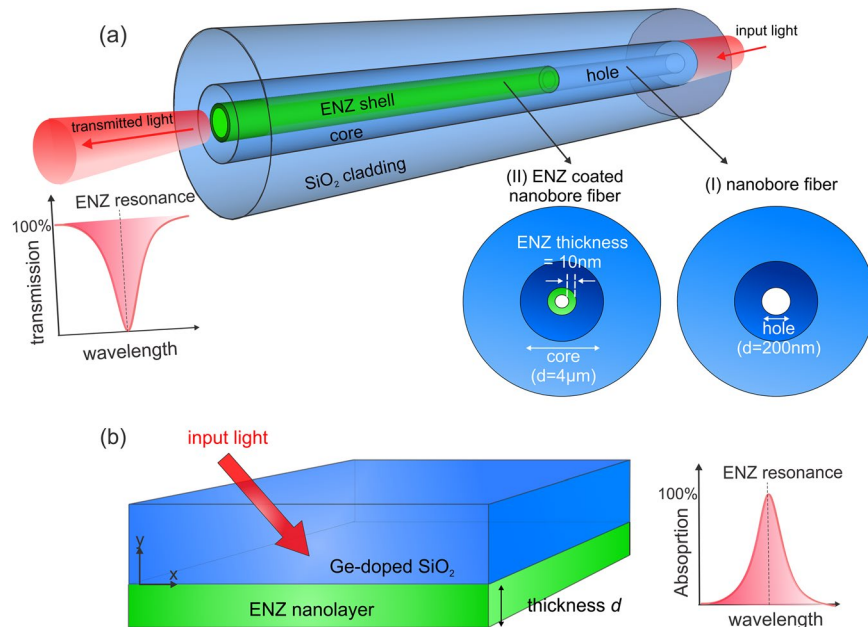 (a)
input light
hole
ENZ shell
core
transmitted light
SiO₂ cladding
ENZ resonance
100%
transmission
wavelength
(II) ENZ coated
nanobore fiber
(I) nanobore fiber
ENZ thickness
= 10nm
core
(d=4μm)
hole
(d=200nm)
(b)
input light
y
x
Ge-doped SiO₂
ENZ nanolayer
thickness d
ENZ resonance
100%
Absoprtion
wavelength